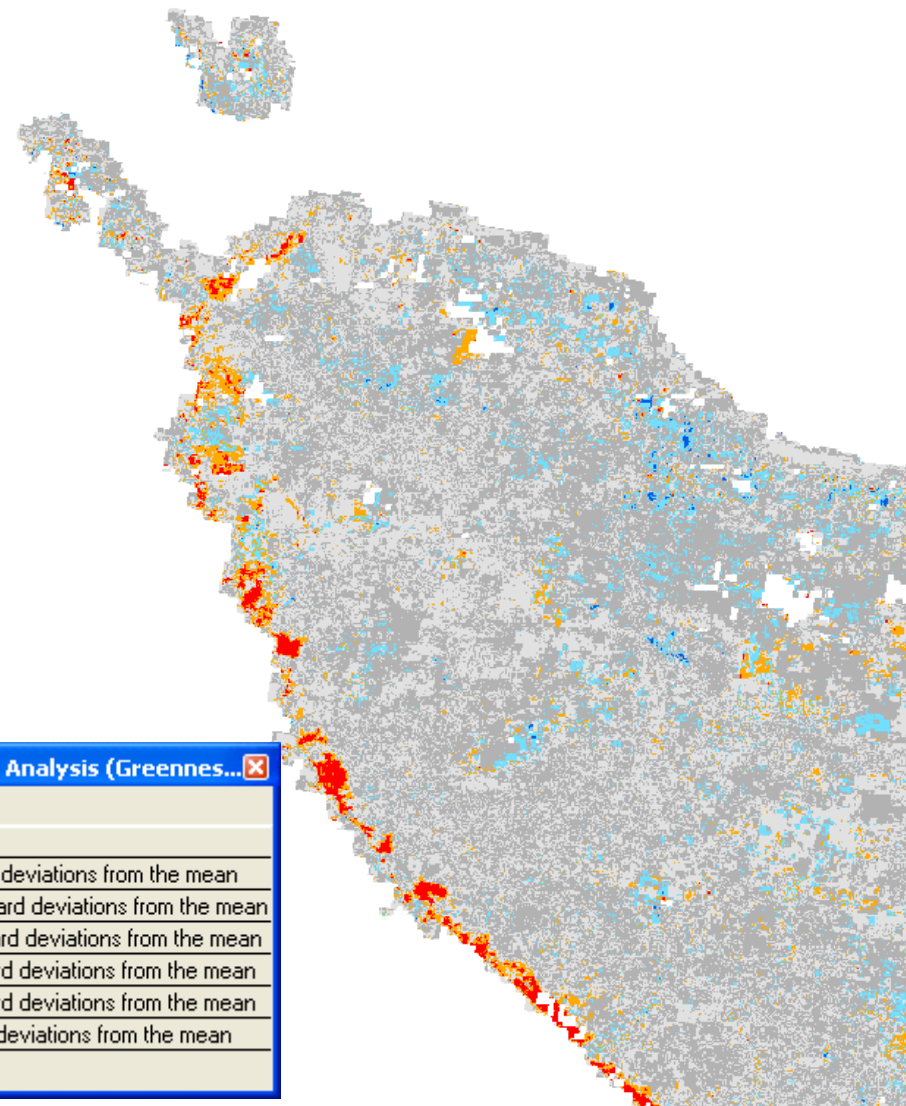 Analysis (Greennes...
deviations from the mean
ard deviations from the mean
rd deviations from the mean
d deviations from the mean
d deviations from the mean
deviations from the mean